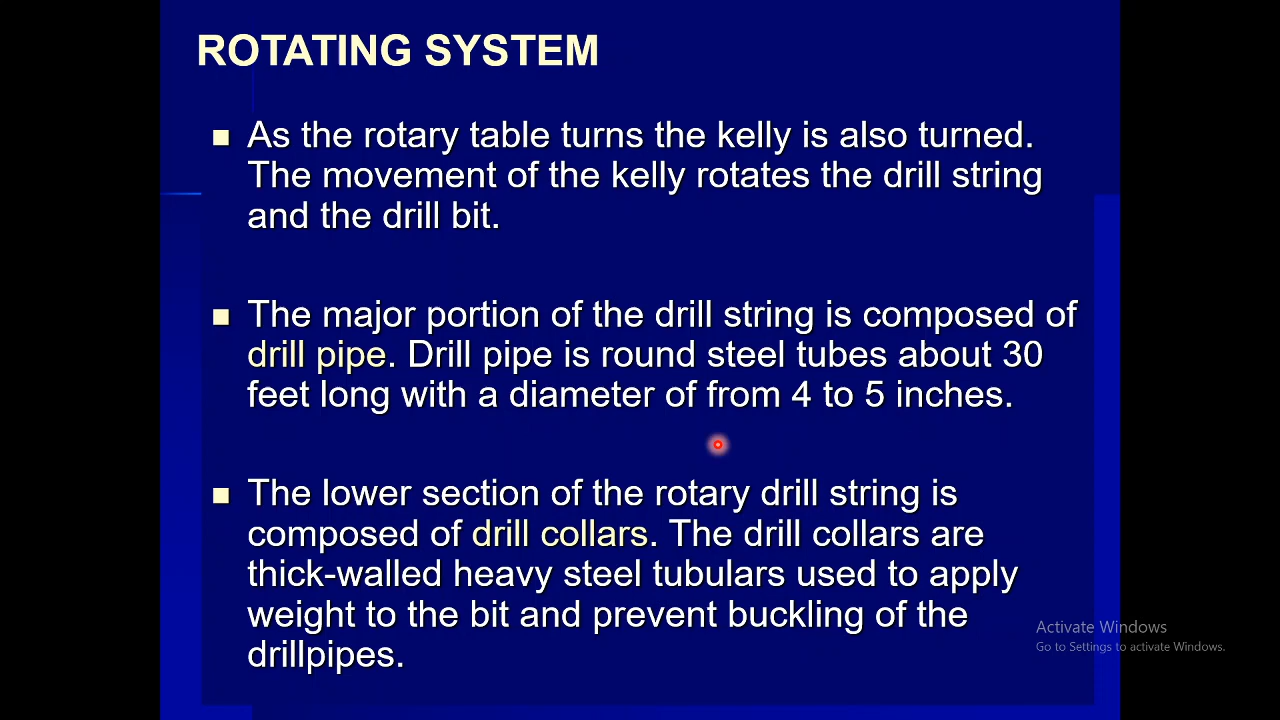 ROTATING SYSTEM
As the rotary table turns the kelly is also turned.
The movement of the kelly rotates the drill string
and the drill bit.
The major portion of the drill string is composed of
drill pipe. Drill pipe is round steel tubes about 30
feet long with a diameter of from 4 to 5 inches.
The lower section of the rotary drill string is
composed of drill collars. The drill collars are
thick-walled heavy steel tubulars used to apply
weight to the bit and prevent buckling of the
drillpipes.
Activate Windows
Go to Settings to activate Windows.